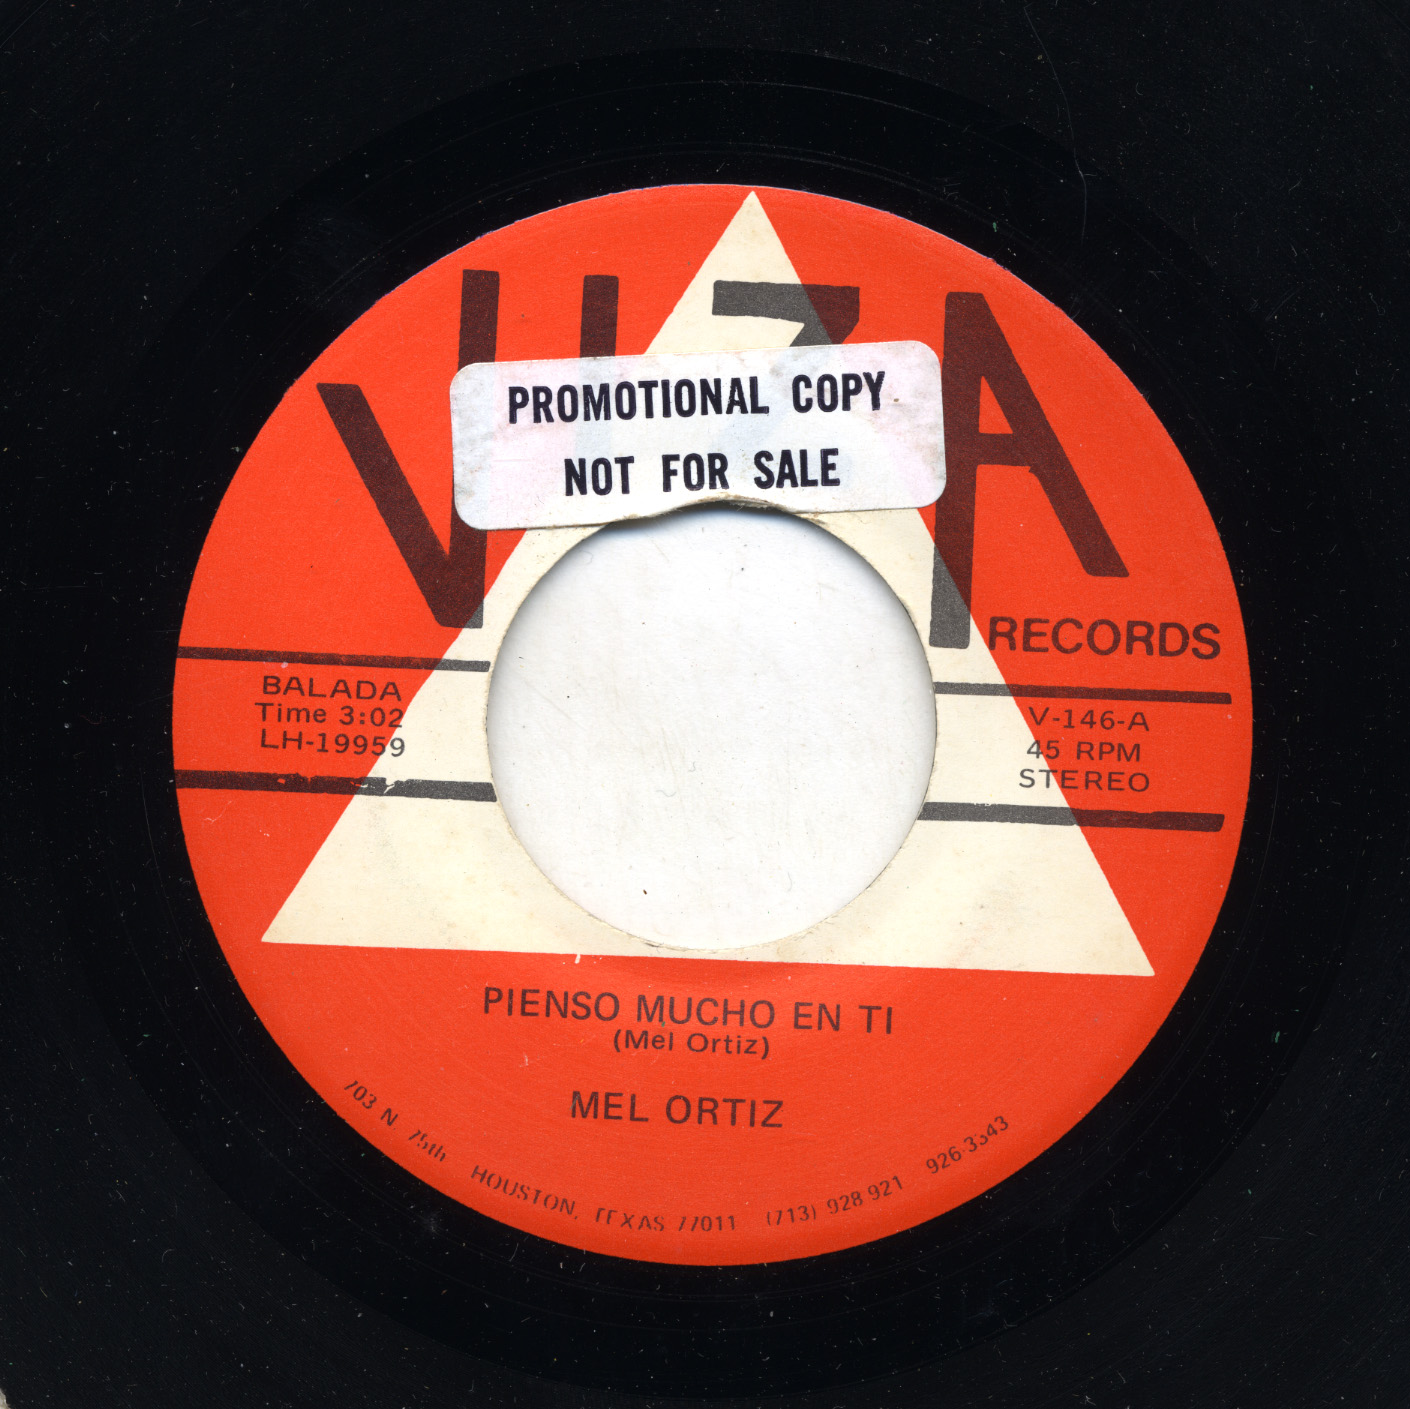 VIZA
PROMOTIONAL COPY
NOT FOR SALE
RECORDS
BALADA
Time 3:02
LH-19959
V-146-A
45 RPM
STEREO
PIENSO MUCHO EN TI
(Mel Ortiz)
MEL ORTIZ
703 N 75th HOUSTON, TEXAS 77011 (713) 928 921 926-3343